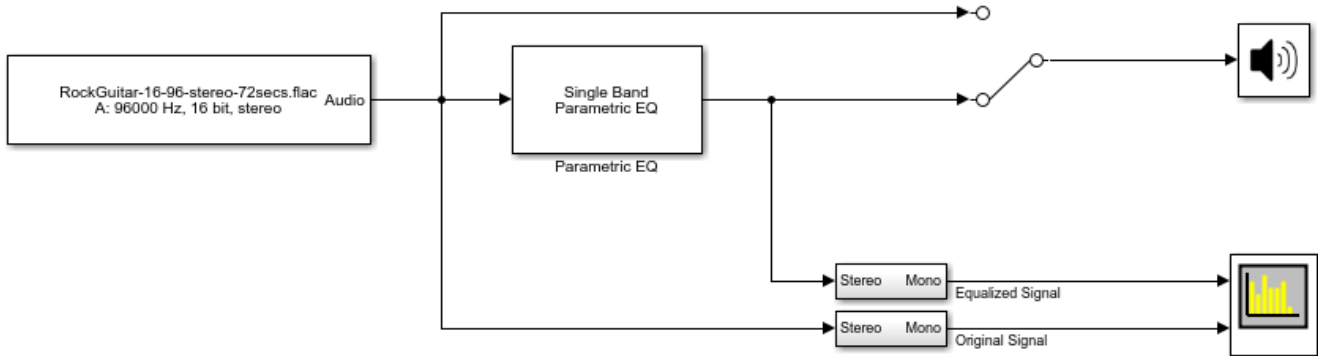 RockGuitar-16-96-stereo-72secs.flac
A: 96000 Hz, 16 bit, stereo
Audio
Single Band
Parametric EQ
Parametric EQ
Stereo Mono
Equalized Signal
Stereo Mono
Original Signal